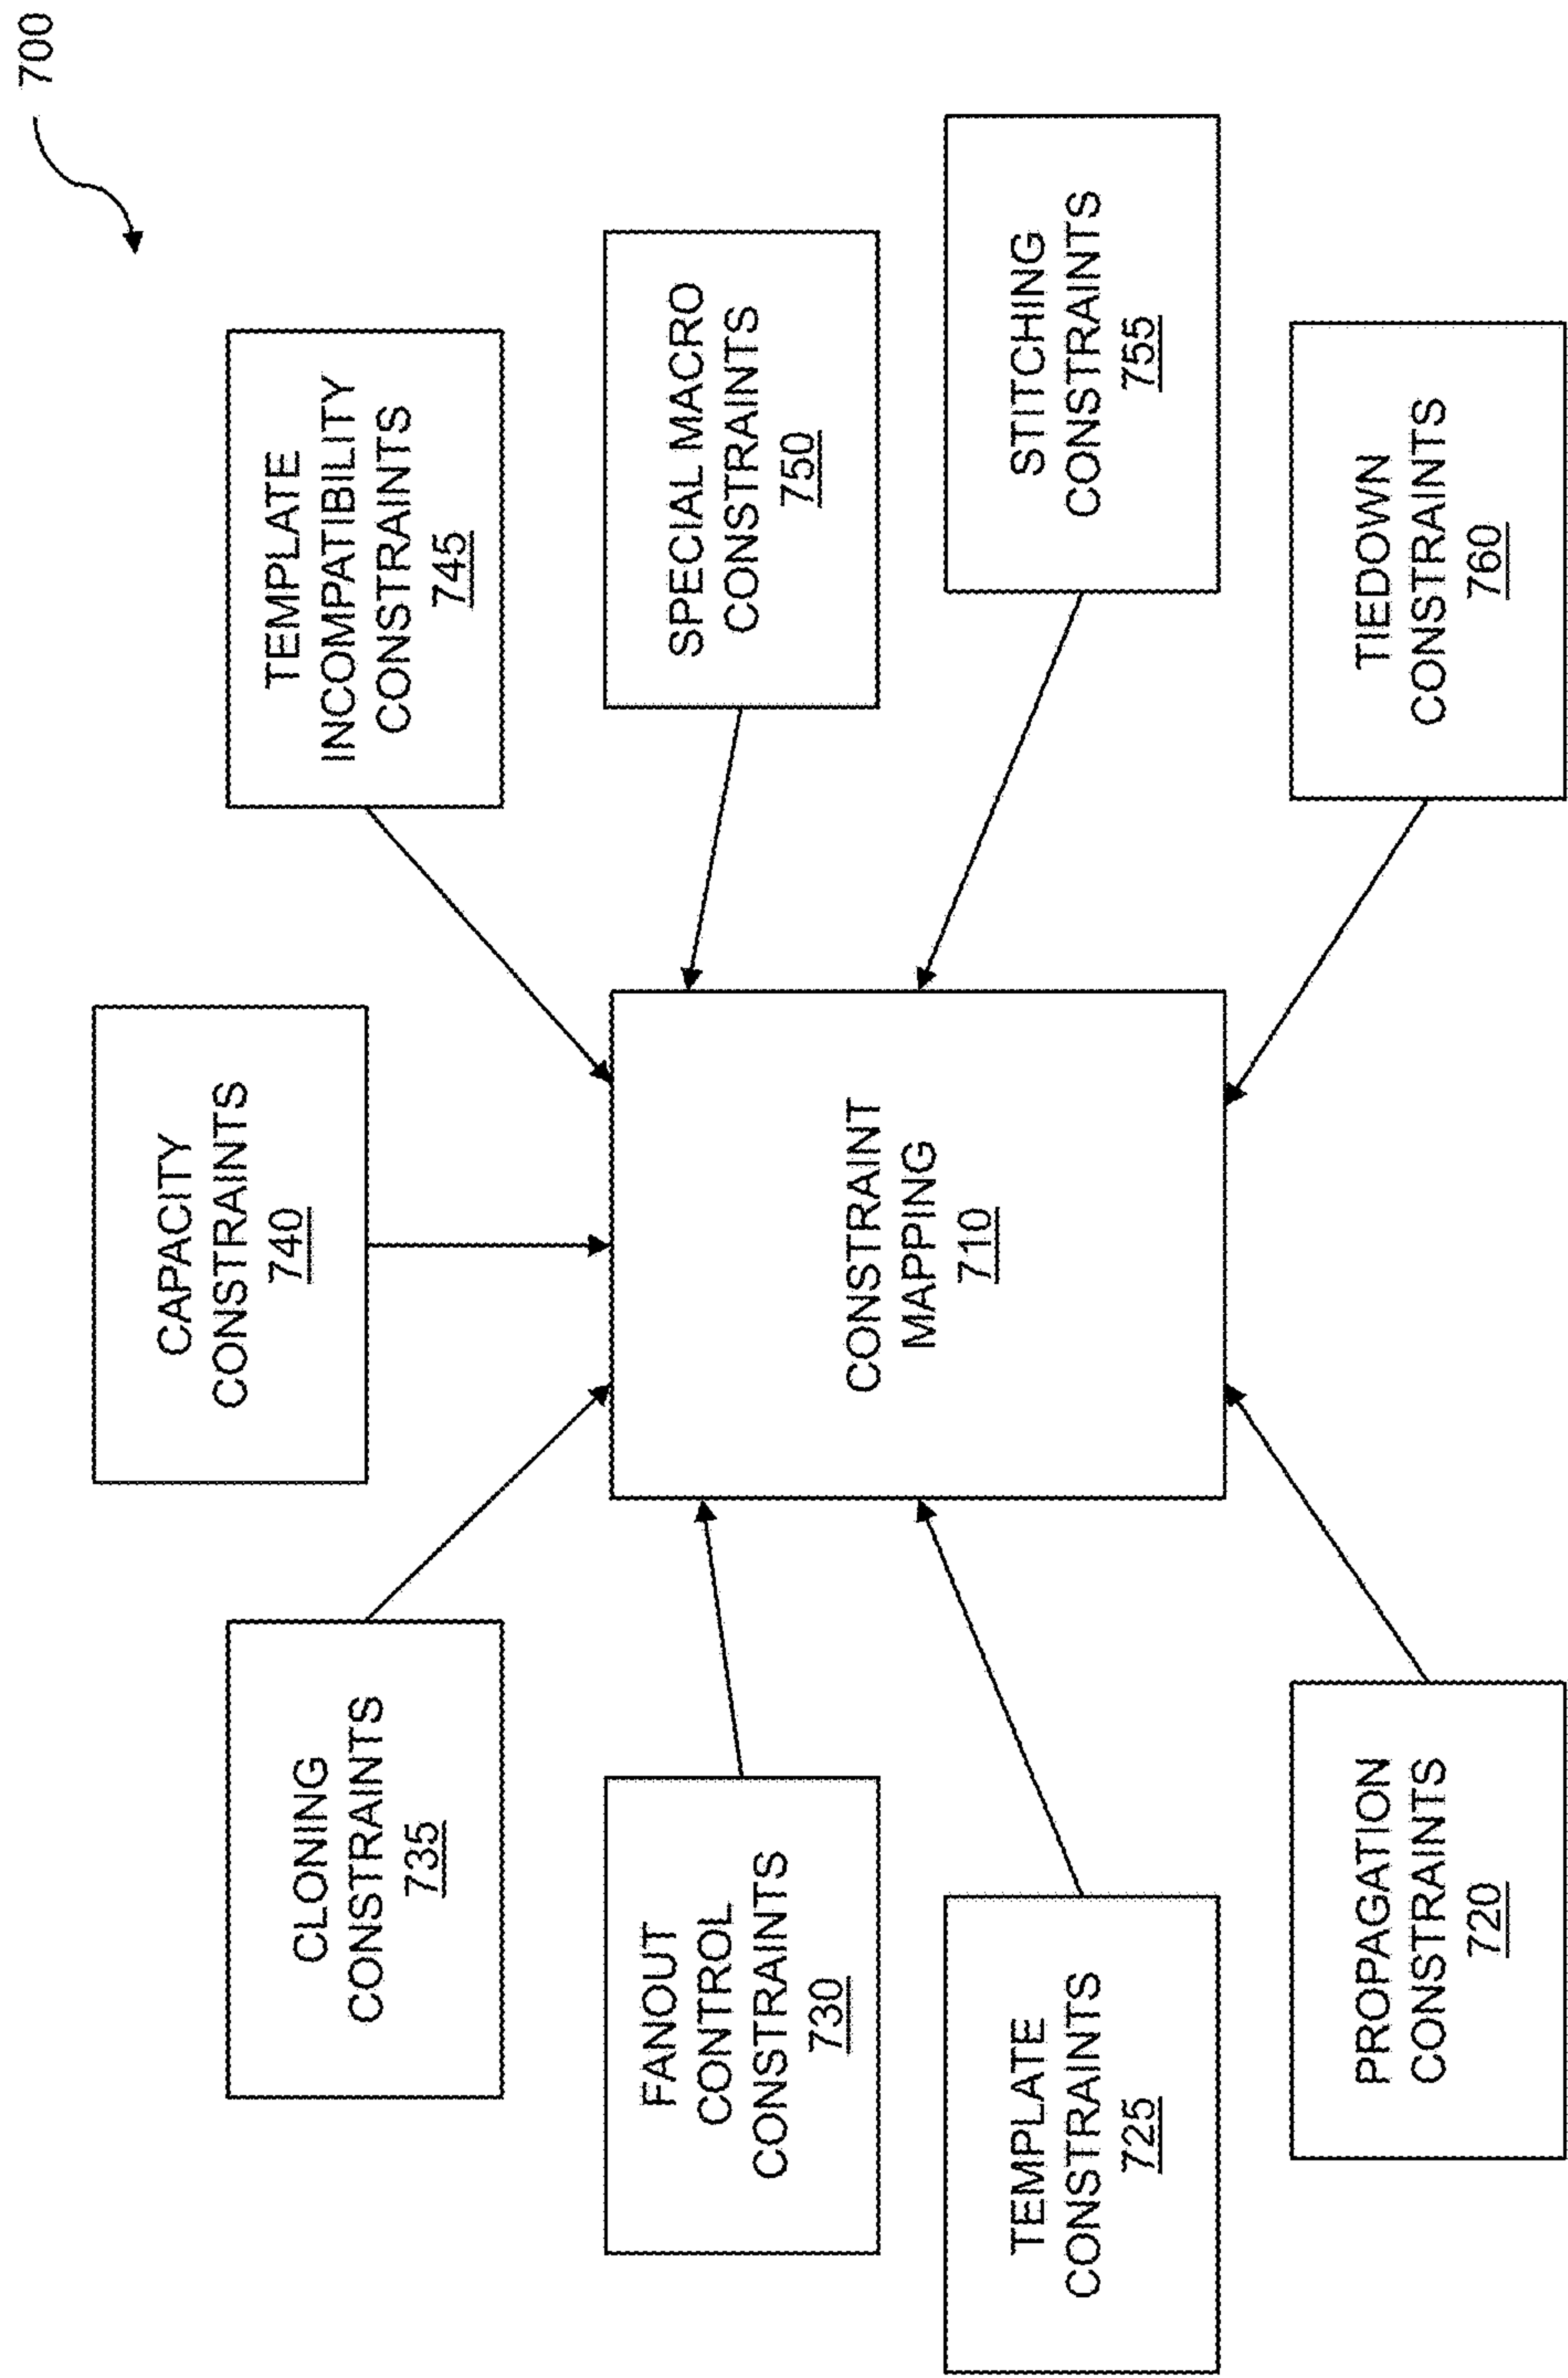 700
CAPACITY
CONSTRAINTS
740
CLONING
CONSTRAINTS
735
TEMPLATE
INCOMPATIBILITY
CONSTRAINTS
745
FANOUT
CONTROL
CONSTRAINTS
730
SPECIAL MACRO
CONSTRAINTS
750
CONSTRAINT
MAPPING
710
TEMPLATE
CONSTRAINTS
725
STITCHING
CONSTRAINTS
755
PROPAGATION
CONSTRAINTS
720
TIEDOWN
CONSTRAINTS
760